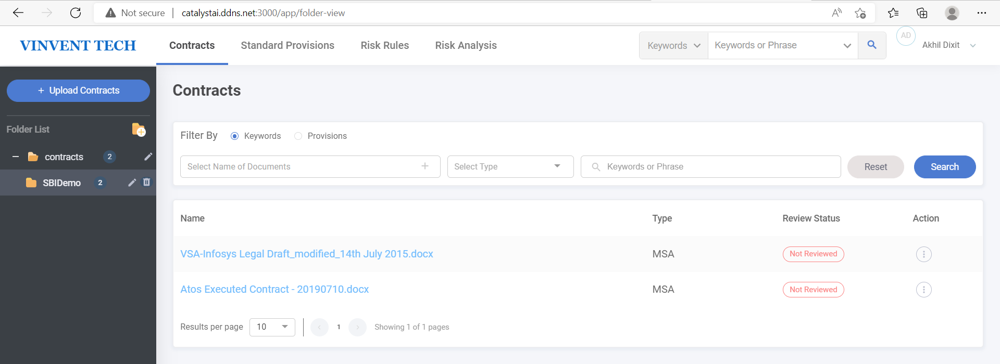 Not secure | catalystai.ddns.net:3000/app/folder-view
VINVENT TECH Contracts Standard Provisions Risk Rules Risk Analysis Keywords Keywords or Phrase AD Akhil Dixit
+ Upload Contracts
Contracts
Folder List
Filter By Keywords Provisions
contracts 2
Select Name of Documents + Select Type Keywords or Phrase Reset Search
SBIDemo 2
Name Type Review Status Action
VSA-Infosys Legal Draft_modified_14th July 2015.docx MSA Not Reviewed
Atos Executed Contract - 20190710.docx MSA Not Reviewed
Results per page 10 1 Showing 1 of 1 pages